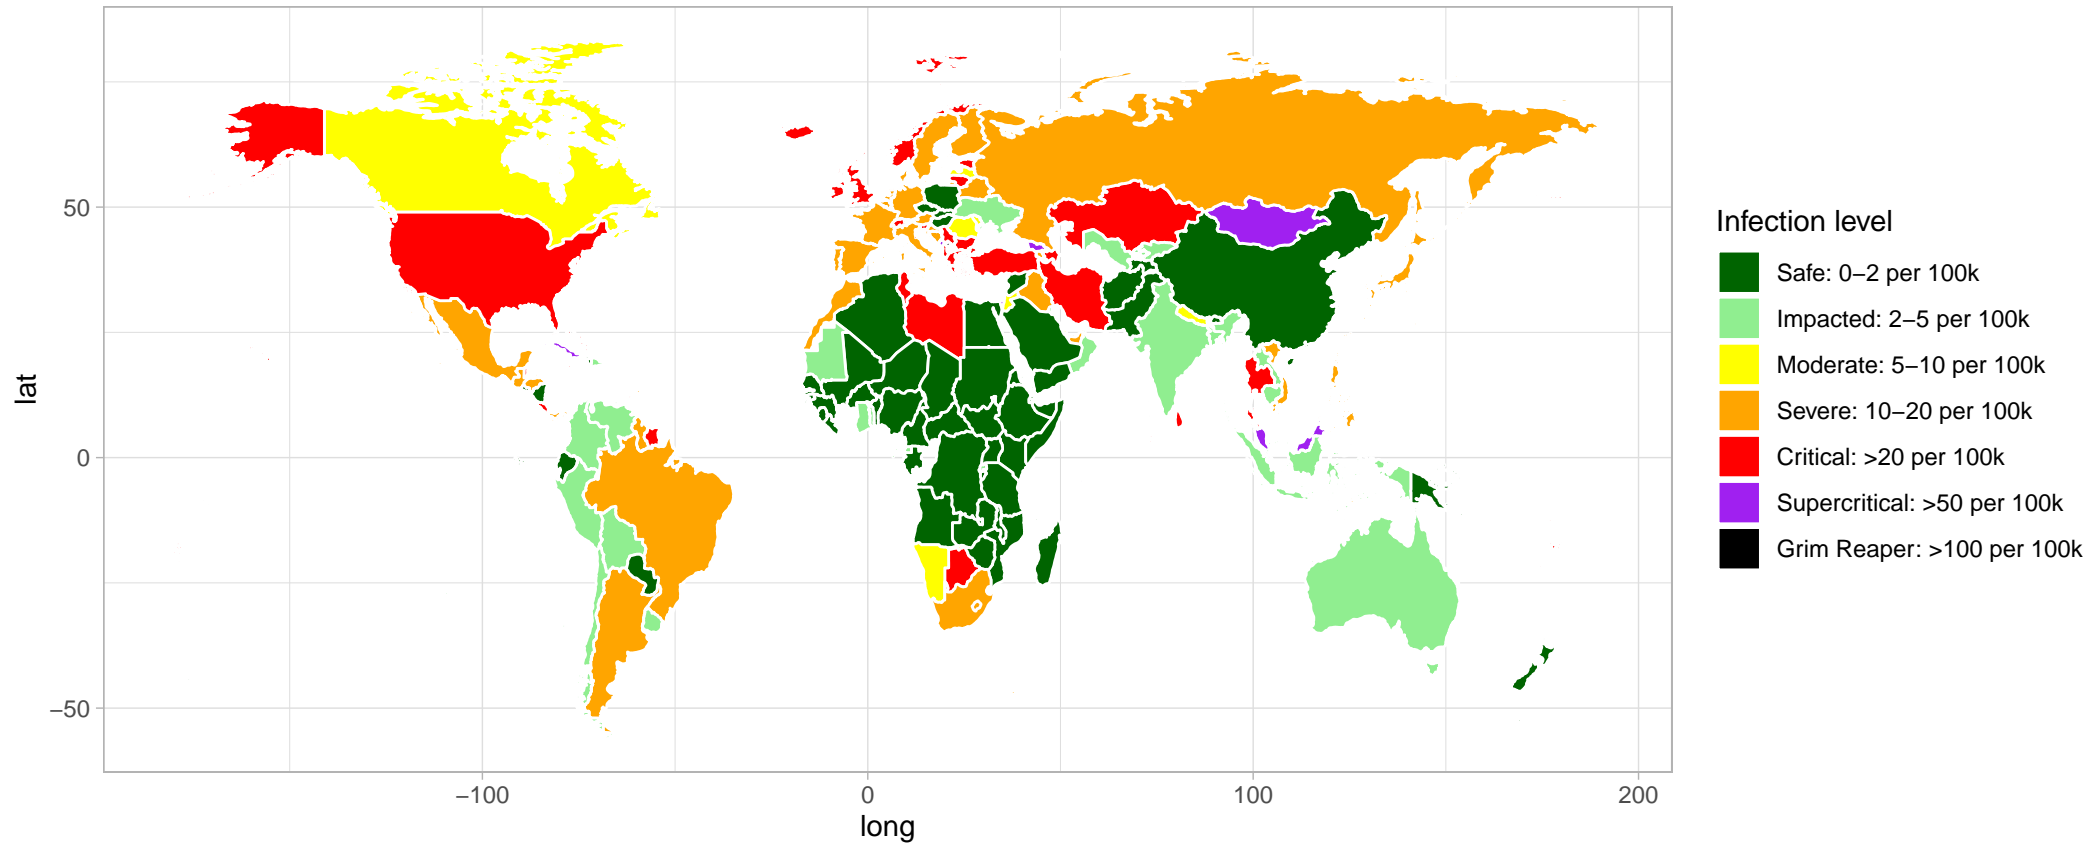 lat
50
0
−50
−100
0
100
200
long
Infection level
Safe: 0−2 per 100k
Impacted: 2−5 per 100k
Moderate: 5−10 per 100k
Severe: 10−20 per 100k
Critical: >20 per 100k
Supercritical: >50 per 100k
Grim Reaper: >100 per 100k